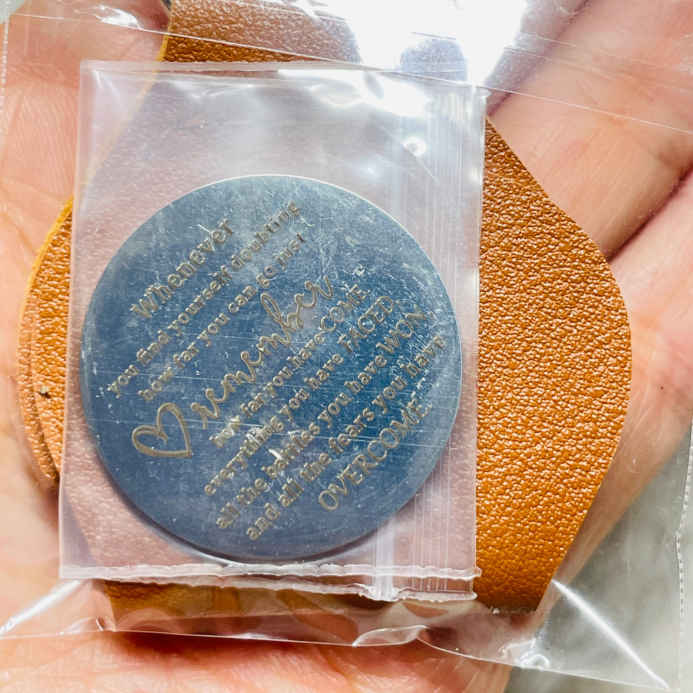 Whenever
you find yourself doubting
how far you can go just
remember
how far you have COME
everything you have FACED
all the battles you have WON
and all the fears you have
OVERCOME